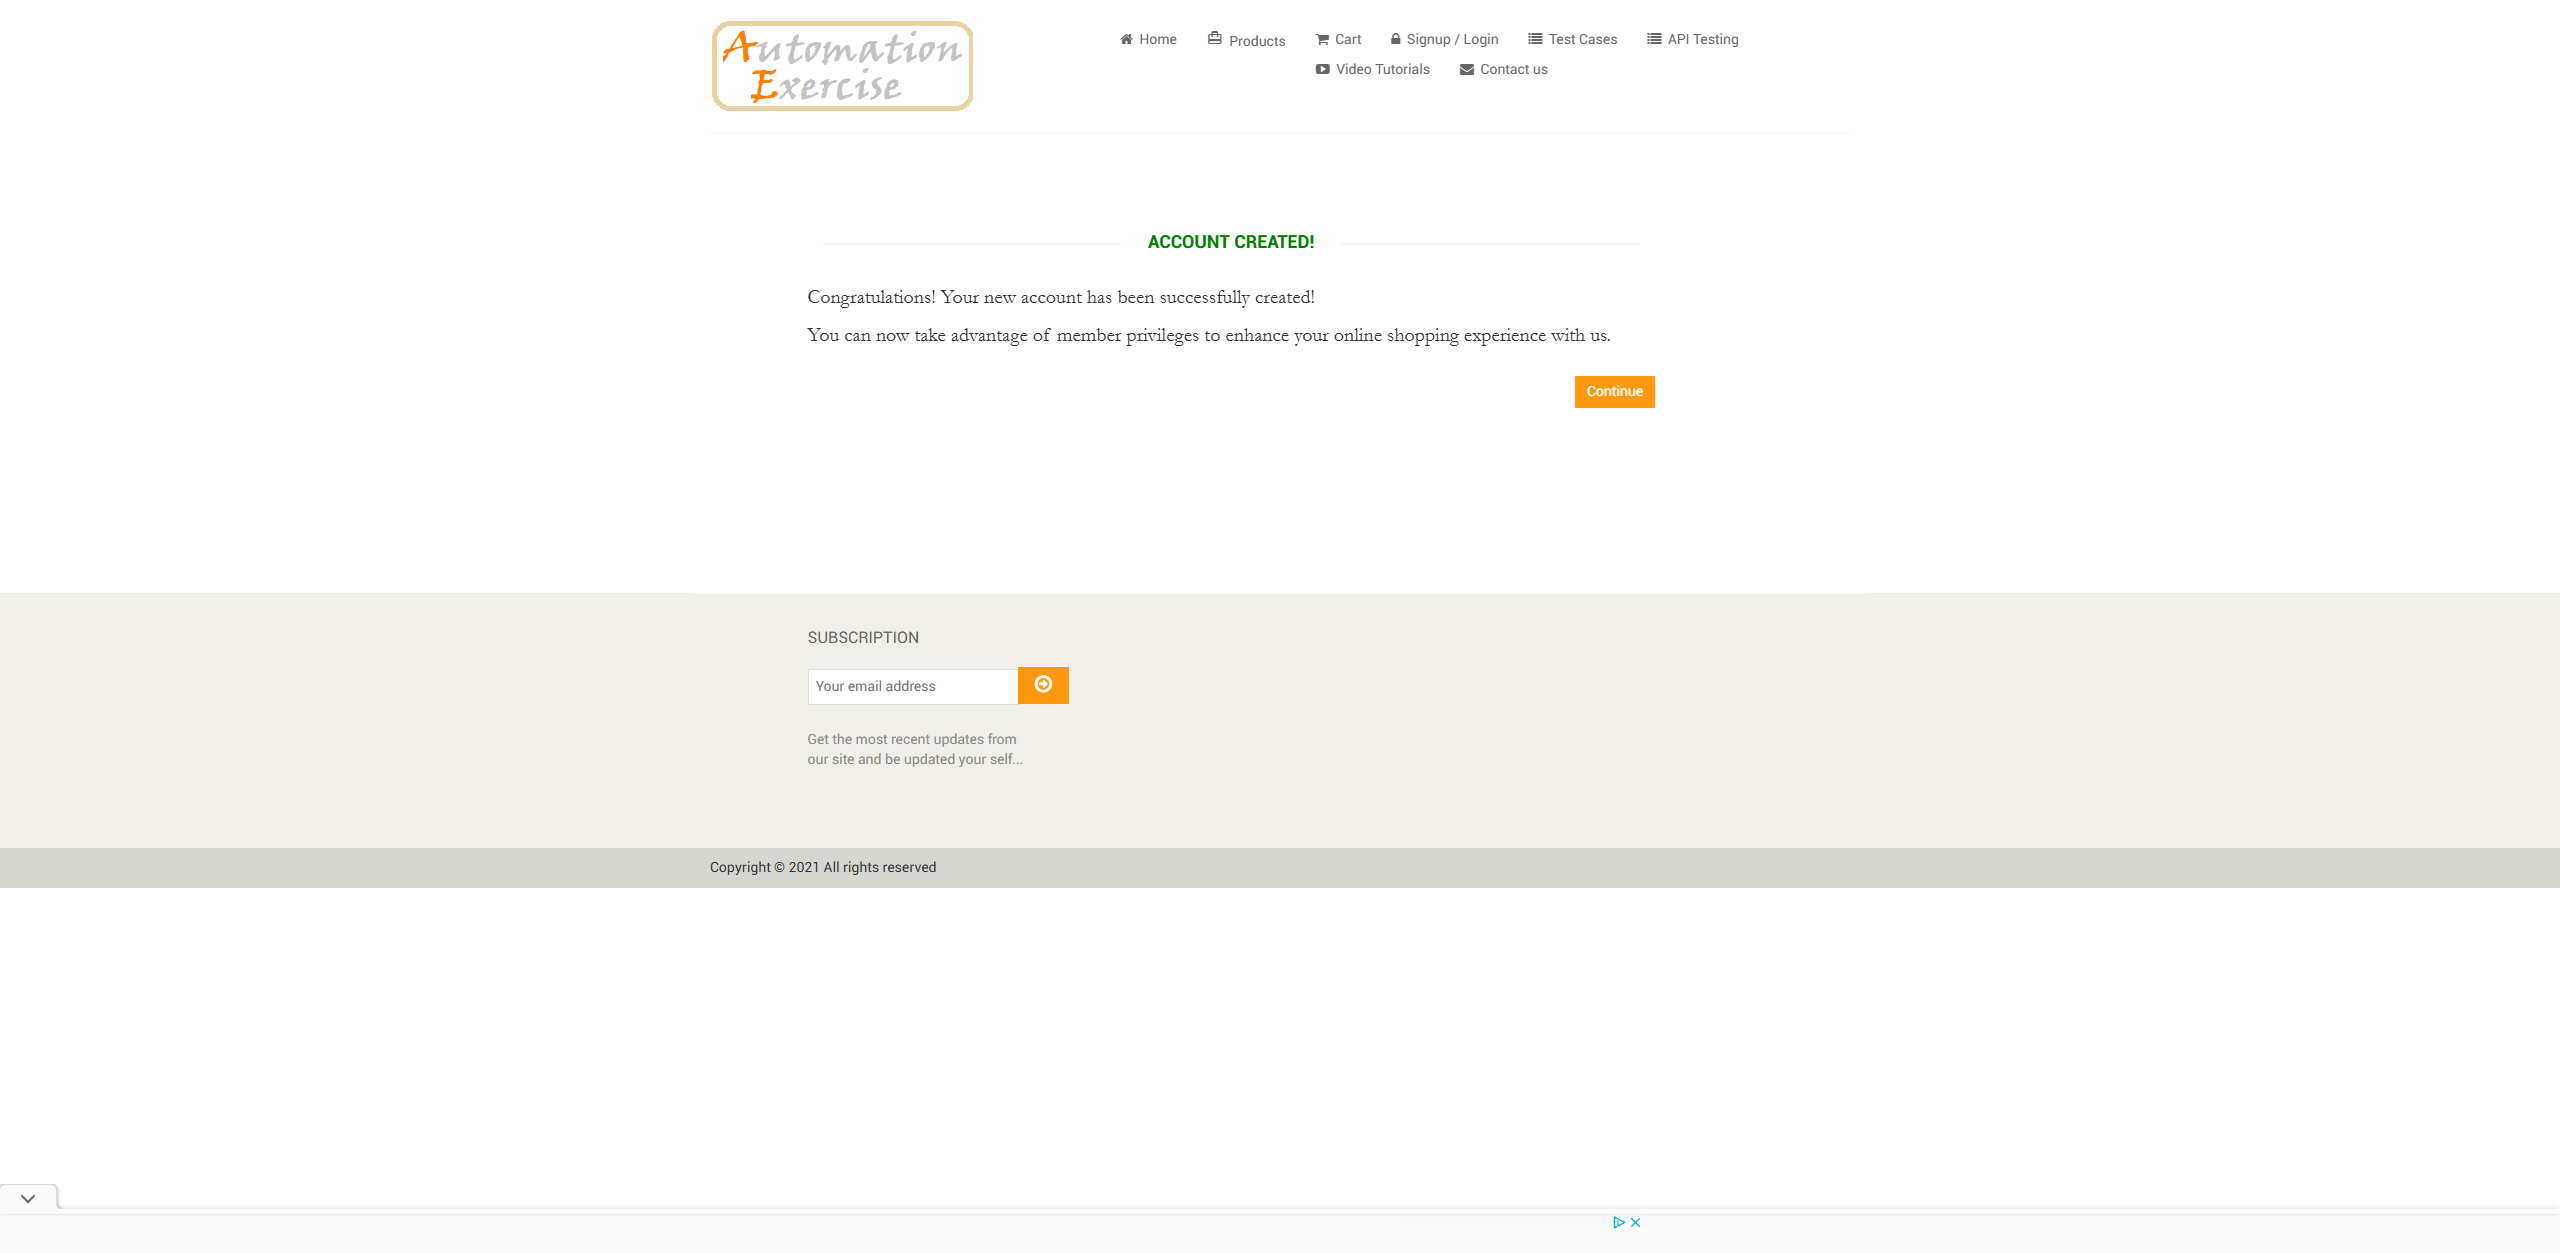 Automation
Exercise
Home
Products
Cart
Signup / Login
Test Cases
API Testing
Video Tutorials
Contact us
ACCOUNT CREATED!
Congratulations! Your new account has been successfully created!
You can now take advantage of member privileges to enhance your online shopping experience with us.
Continue
SUBSCRIPTION
Your email address
Get the most recent updates from
our site and be updated your self...
Copyright © 2021 All rights reserved